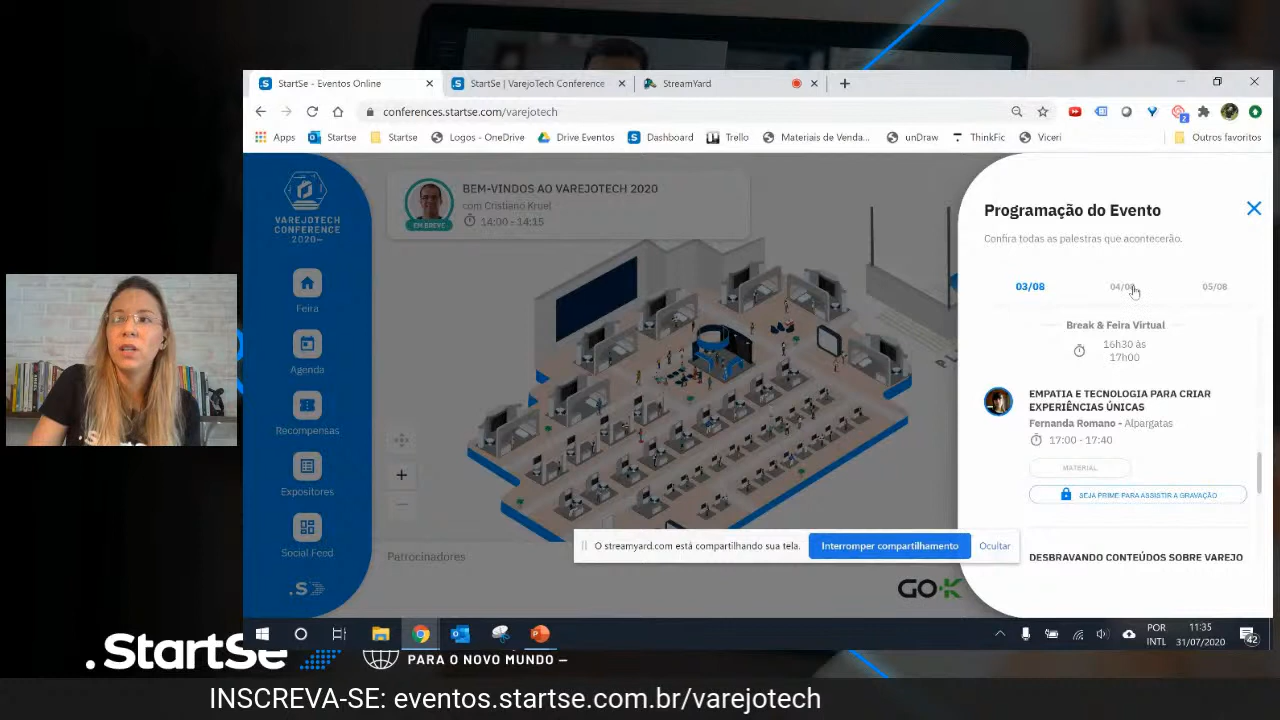 StartSe - Eventos Online
StartSe | VarejoTech Conference
StreamYard
conferences.startse.com/varejotech
Apps
Startse
Startse
Logos - OneDrive
Drive Eventos
Dashboard
Trello
Materiais de Venda...
unDraw
ThinkFic
Viceri
Outros favoritos
VAREJOTECH
CONFERENCE
2020—
Feira
Agenda
Recompensas
Expositores
Social Feed
.S
BEM-VINDOS AO VAREJOTECH 2020
com Cristiano Kruel
14:00 - 14:15
EM BREVE
+
Patrocinadores
GO-K
Programação do Evento
Confira todas as palestras que acontecerão.
03/08
05/08
Break & Feira Virtual
16h30 às
17h00
EMPATIA E TECNOLOGIA PARA CRIAR
EXPERIÊNCIAS ÚNICAS
Fernanda Romano - Alpargatas
17:00 - 17:40
MATERIAL
SEJA PRIME PARA ASSISTIR A GRAVAÇÃO
DESBRAVANDO CONTEÚDOS SOBRE VAREJO
O streamyard.com está compartilhando sua tela.
Interromper compartilhamento
Ocultar
POR
INTL
11:35
31/07/2020
42
.StartSe
PARA O NOVO MUNDO —
INSCREVA-SE: eventos.startse.com.br/varejotech